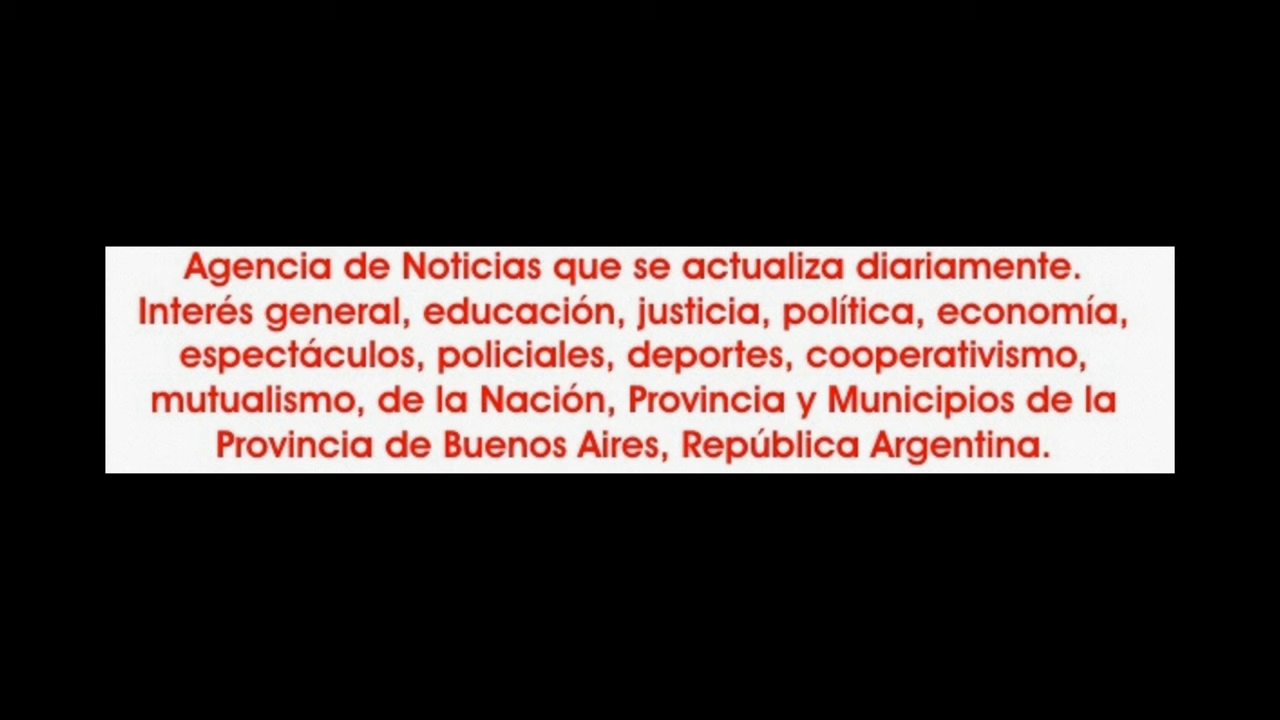 Agencia de Noticias que se actualiza diariamente.
Interés general, educación, justicia, política, economía,
espectáculos, policiales, deportes, cooperativismo,
mutualismo, de la Nación, Provincia y Municipios de la
Provincia de Buenos Aires, República Argentina.